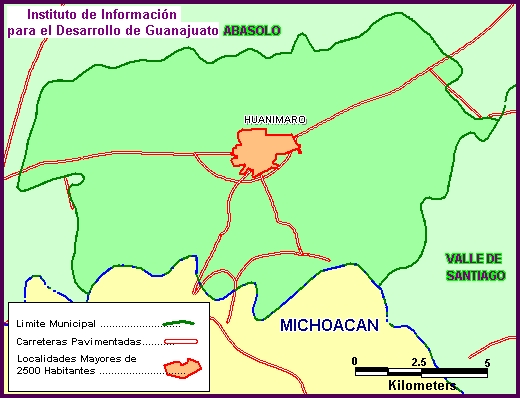 Instituto de Información
para el Desarrollo de Guanajuato
ABASOLO
HUANIMARO
VALLE DE
SANTIAGO
MICHOACAN
Limite Municipal ........................
Carreteras Pavimentadas..........
Localidades Mayores de
2500 Habitantes ........................
0 2.5 5
Kilometers